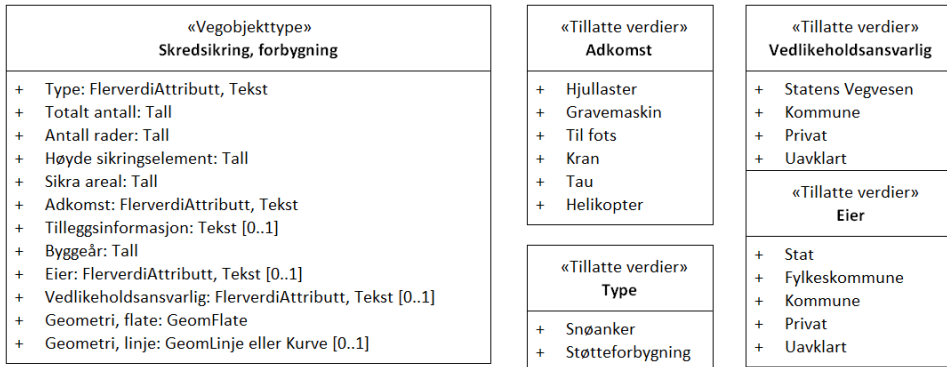 «Vegobjekttype»
Skredsikring, forbygning
+ Type: FlerverdiAttributt, Tekst
+ Totalt antall: Tall
+ Antall rader: Tall
+ Høyde sikringselement: Tall
+ Sikra areal: Tall
+ Adkomst: FlerverdiAttributt, Tekst
+ Tilleggsinformasjon: Tekst [0..1]
+ Byggeår: Tall
+ Eier: FlerverdiAttributt, Tekst [0..1]
+ Vedlikeholdsansvarlig: FlerverdiAttributt, Tekst [0..1]
+ Geometri, flate: GeomFlate
+ Geometri, linje: GeomLinje eller Kurve [0..1]
«Tillatte verdier»
Adkomst
+ Hjullaster
+ Gravemaskin
+ Til fots
+ Kran
+ Tau
+ Helikopter
«Tillatte verdier»
Type
+ Snøanker
+ Støtteforbygning
«Tillatte verdier»
Vedlikeholdsansvarlig
+ Statens Vegvesen
+ Kommune
+ Privat
+ Uavklart
«Tillatte verdier»
Eier
+ Stat
+ Fylkeskommune
+ Kommune
+ Privat
+ Uavklart